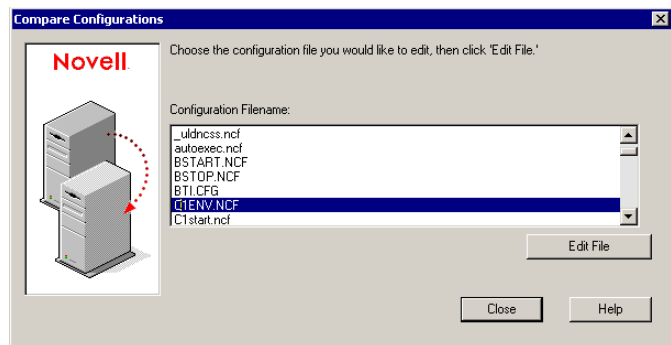 Compare Configurations
Novell
Choose the configuration file you would like to edit, then click 'Edit File.'
Configuration Filename:
_uldncss.ncf
autoexec.ncf
BSTART.NCF
BSTOP.NCF
BTI.CFG
C1ENV.NCF
C1start.ncf
Edit File
Close
Help